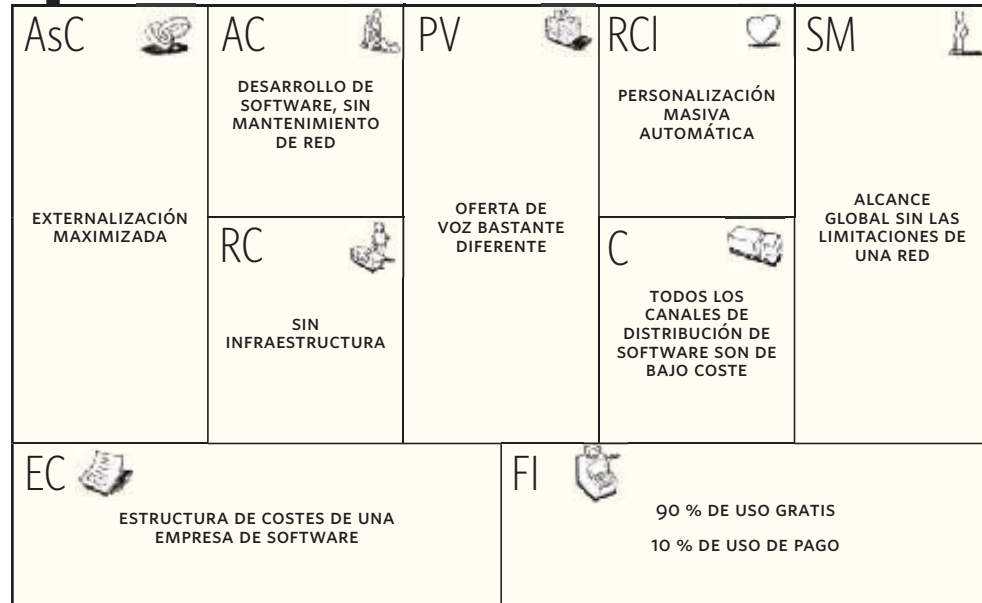 AsC
EXTERNALIZACIÓN
MAXIMIZADA
AC
DESARROLLO DE
SOFTWARE, SIN
MANTENIMIENTO
DE RED
RC
SIN
INFRAESTRUCTURA
PV
OFERTA DE
VOZ BASTANTE
DIFERENTE
RCl
PERSONALIZACIÓN
MASIVA
AUTOMÁTICA
C
TODOS LOS
CANALES DE
DISTRIBUCIÓN DE
SOFTWARE SON DE
BAJO COSTE
SM
ALCANCE
GLOBAL SIN LAS
LIMITACIONES DE
UNA RED
EC
ESTRUCTURA DE COSTES DE UNA
EMPRESA DE SOFTWARE
FI
90 % DE USO GRATIS
10 % DE USO DE PAGO